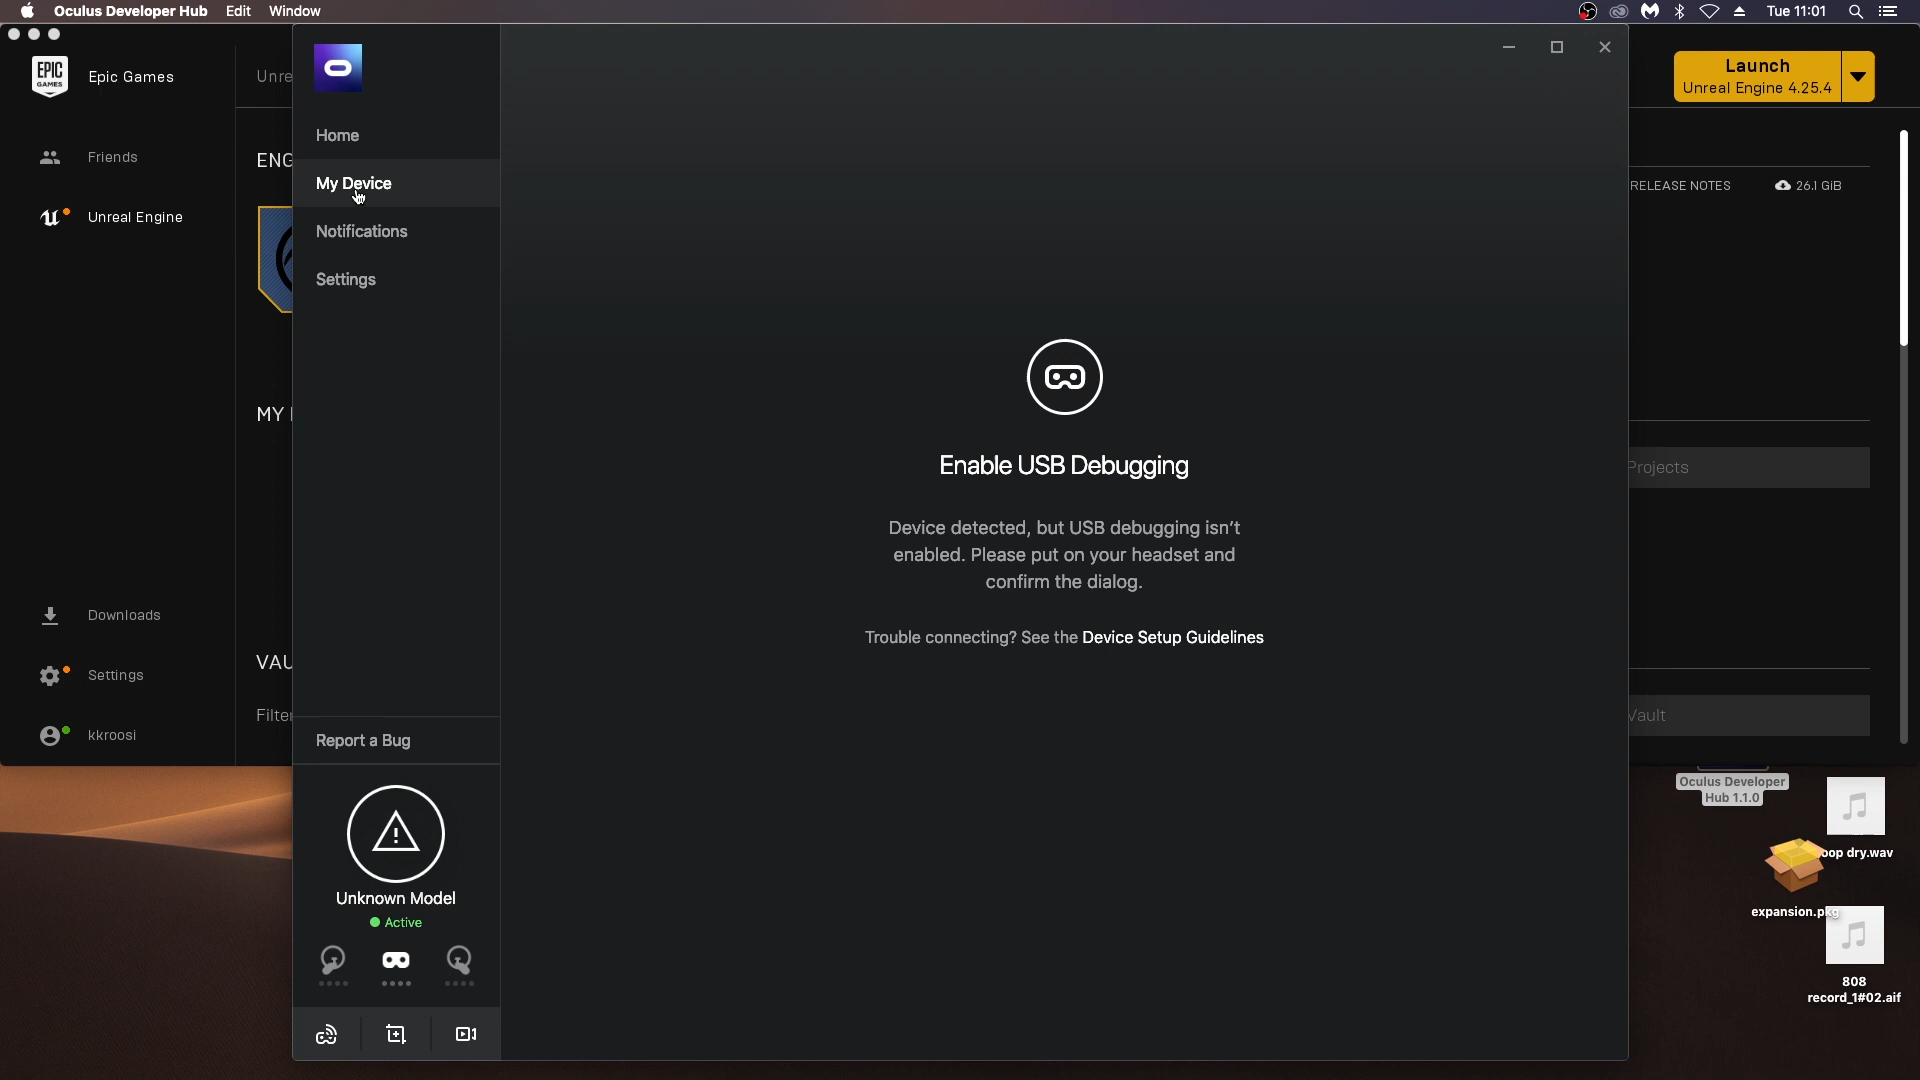 Oculus Developer Hub Edit Window
Tue 11:01
EPIC
GAMES
Epic Games
Unre
Launch
Unreal Engine 4.25.4
Home
Friends
ENG
My Device
RELEASE NOTES
26.1 GiB
Unreal Engine
Notifications
Settings
MY
Enable USB Debugging
Projects
Device detected, but USB debugging isn't
enabled. Please put on your headset and
confirm the dialog.
Downloads
Trouble connecting? See the Device Setup Guidelines
VAU
Settings
Filter
Vault
kkroosi
Report a Bug
Oculus Developer
Hub 1.1.0
oop dry.wav
Unknown Model
Active
expansion.pkg
808
record_1#02.aif